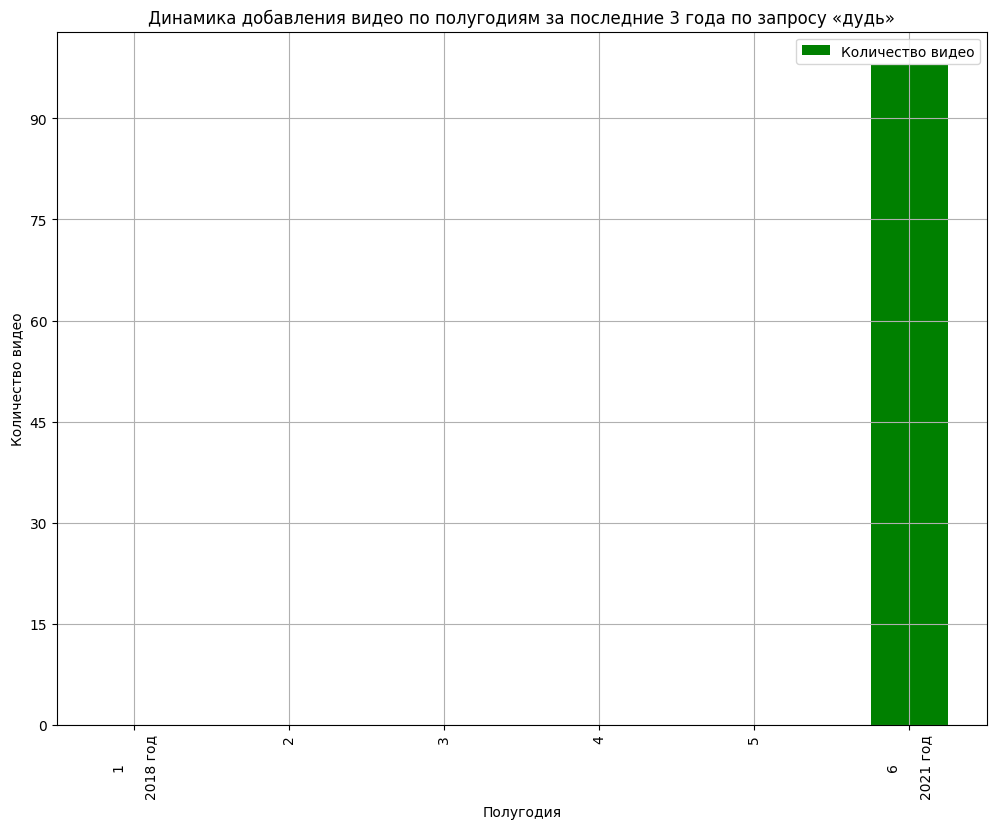 Динамика добавления видео по полугодиям за последние 3 года по запросу «дудь»
Количество видео
Количество видео
90
75
60
45
30
15
0
1
2018 год
2
3
4
5
6
2021 год
Полугодия